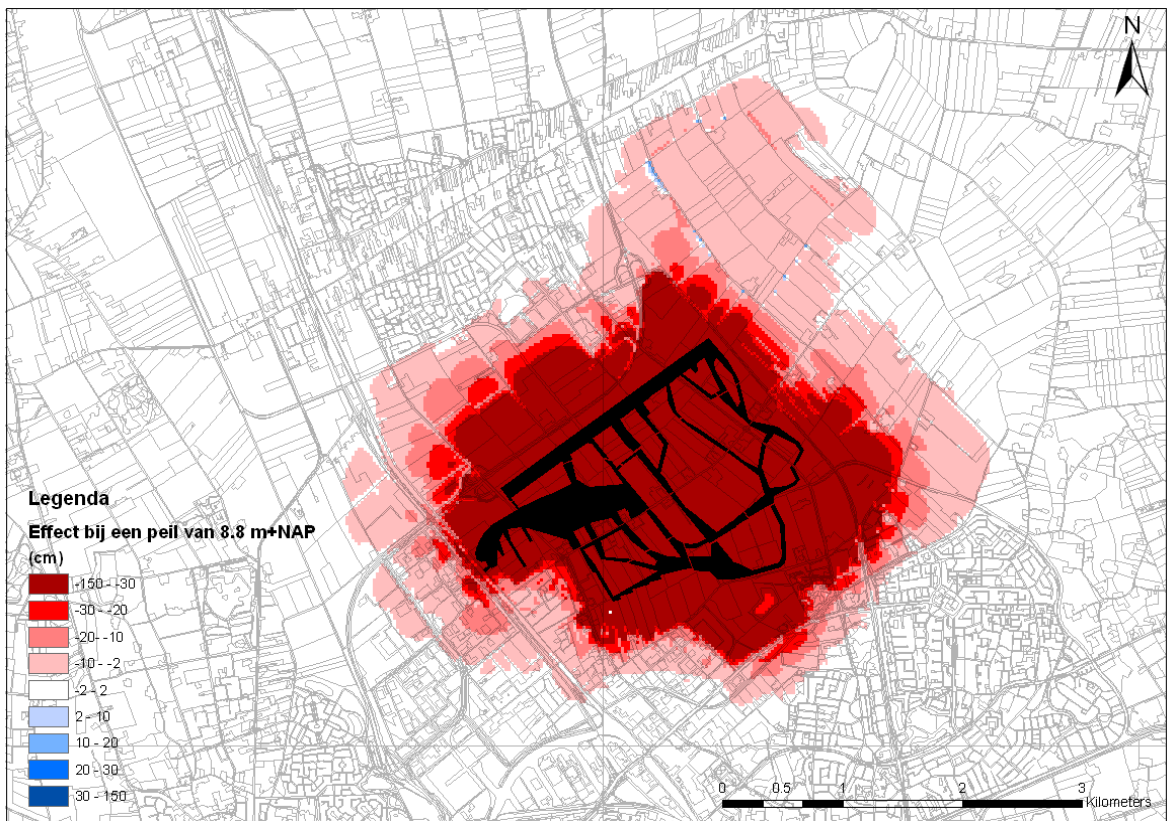 N
Legenda
Effect bij een peil van 8.8 m+NAP
(cm)
-150 - -30
-30 - -20
-20 - -10
-10 - -2
-2 - 2
2 - 10
10 - 20
20 - 30
30 - 150
0 0.5 1 2 3
Kilometers